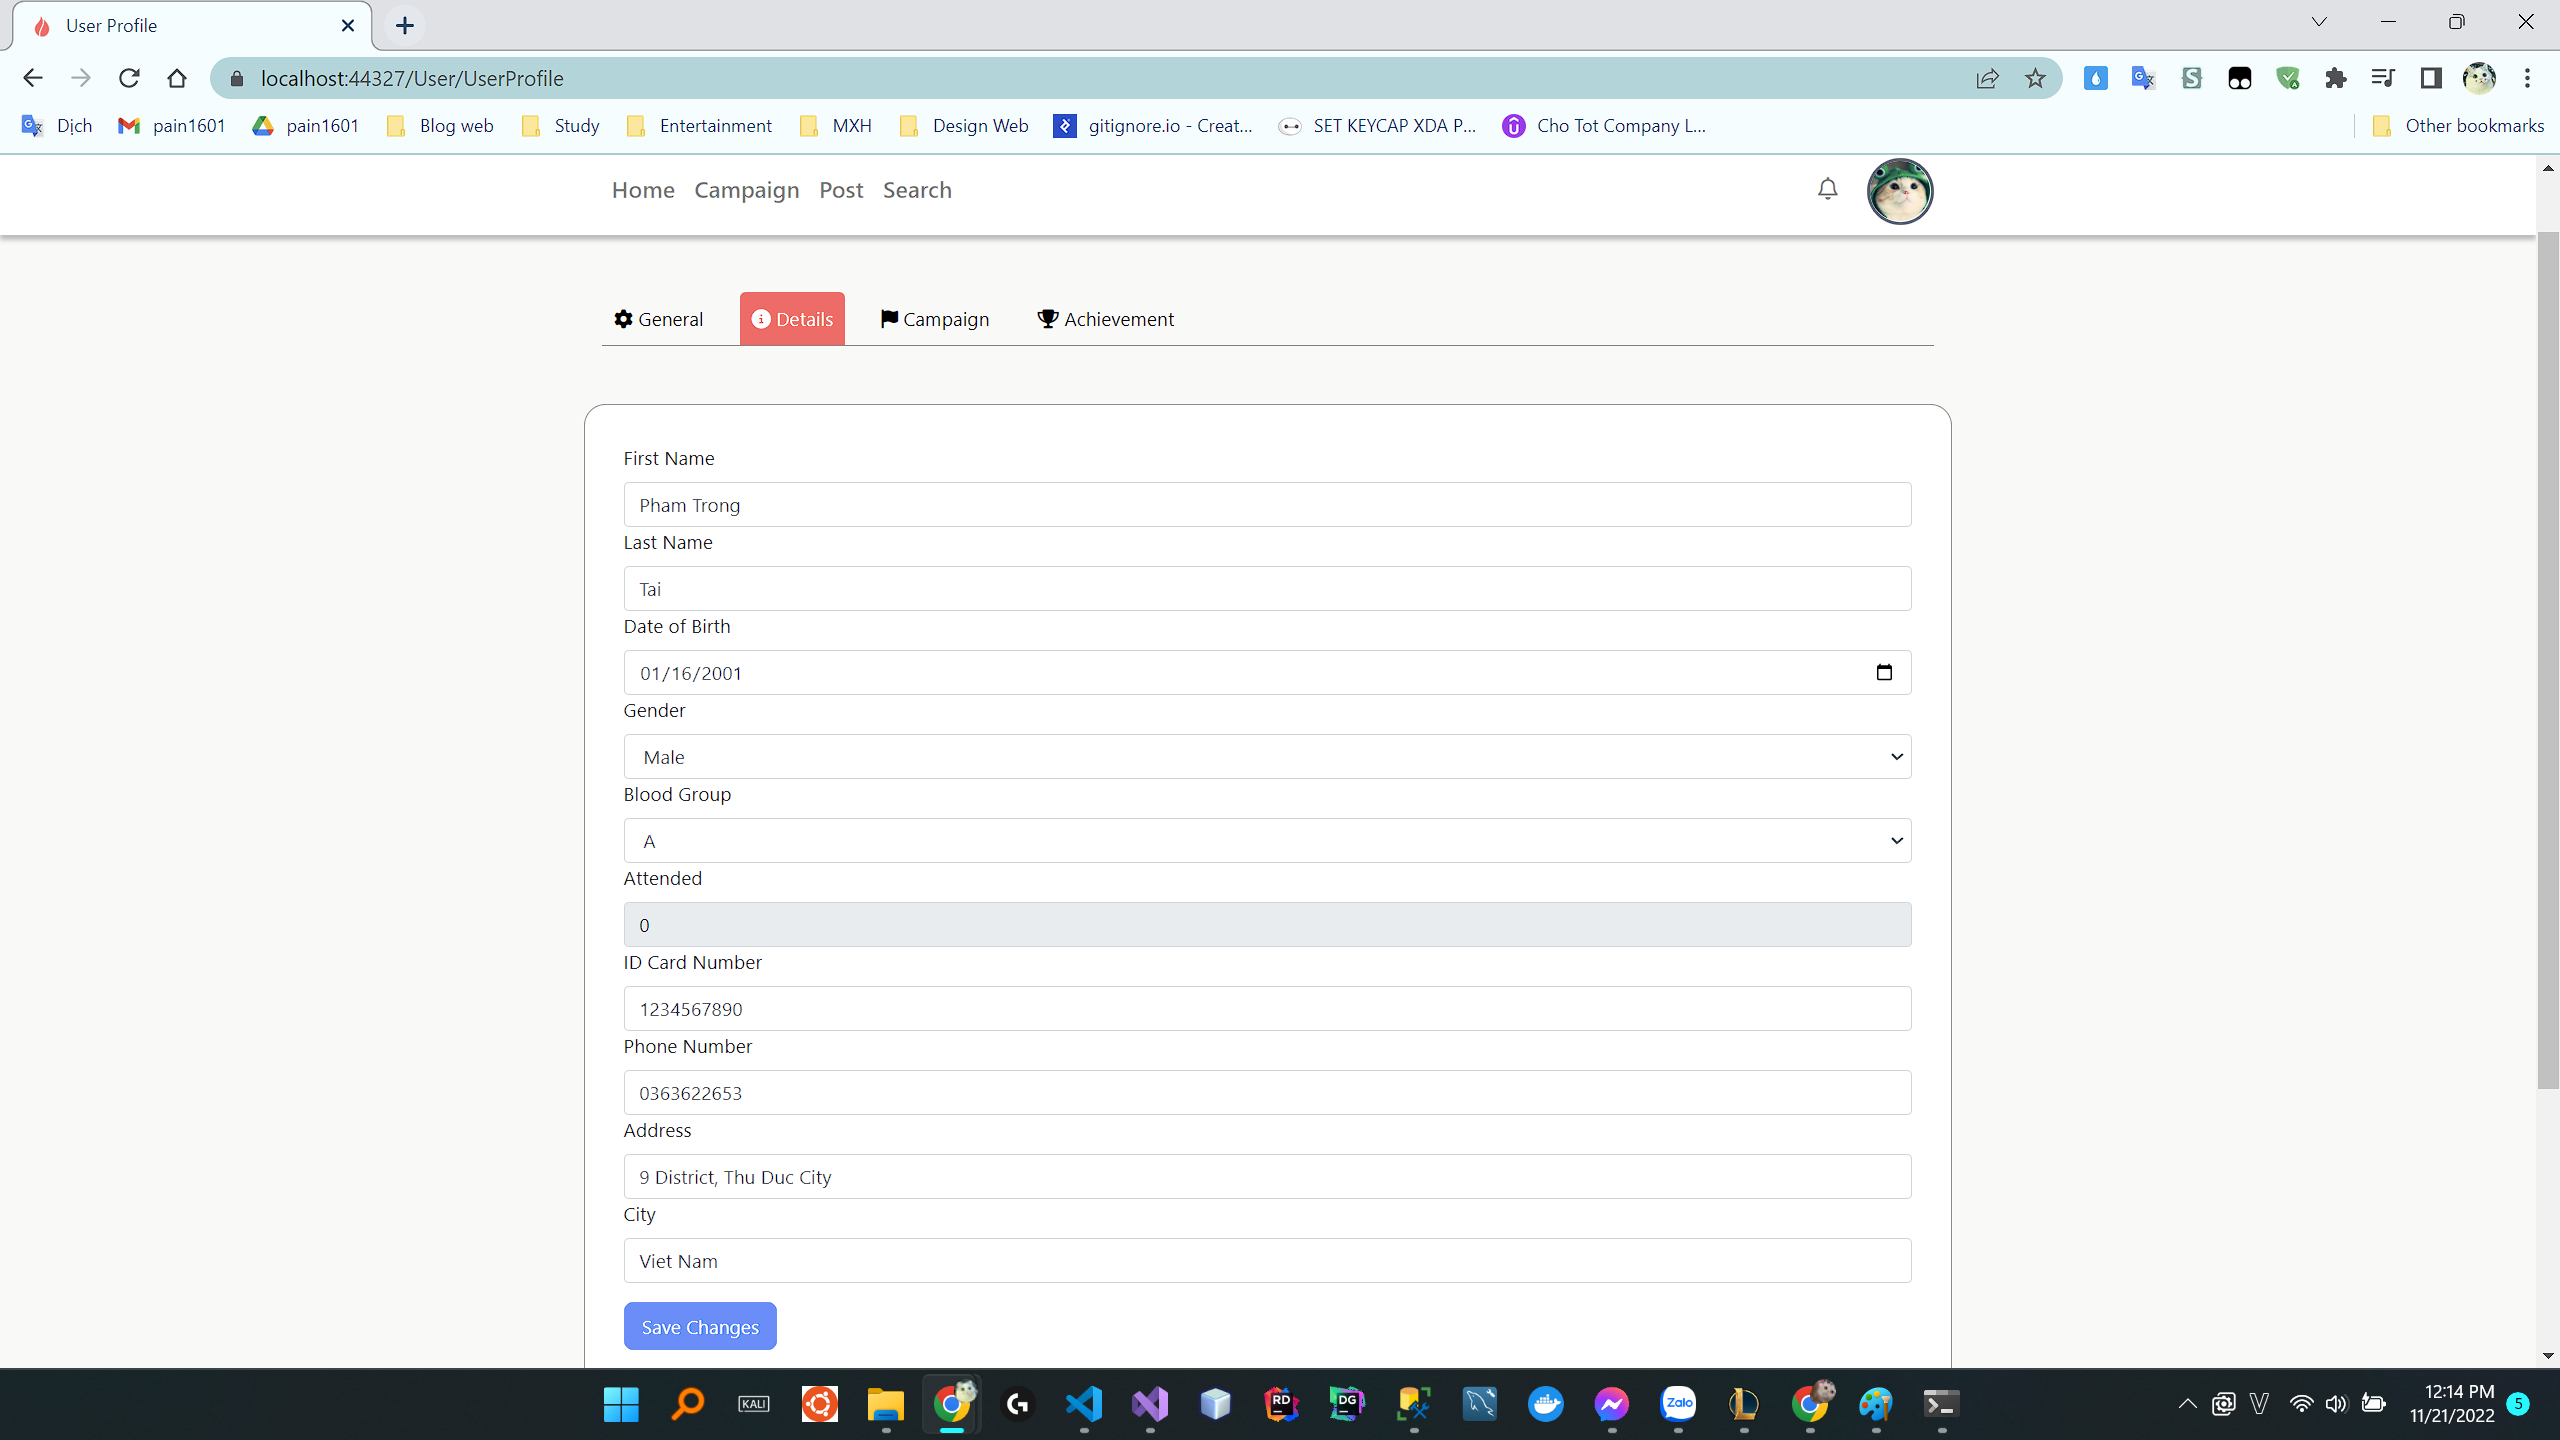 User Profile
localhost:44327/User/UserProfile
Dịch pain1601 pain1601 Blog web Study Entertainment MXH Design Web gitignore.io - Creat... SET KEYCAP XDA P... Cho Tot Company L... Other bookmarks
Home Campaign Post Search
General Details Campaign Achievement
First Name
Pham Trong
Last Name
Tai
Date of Birth
01/16/2001
Gender
Male
Blood Group
A
Attended
0
ID Card Number
1234567890
Phone Number
0363622653
Address
9 District, Thu Duc City
City
Viet Nam
Save Changes
KALI RD DG Zalo V 12:14 PM 5
11/21/2022